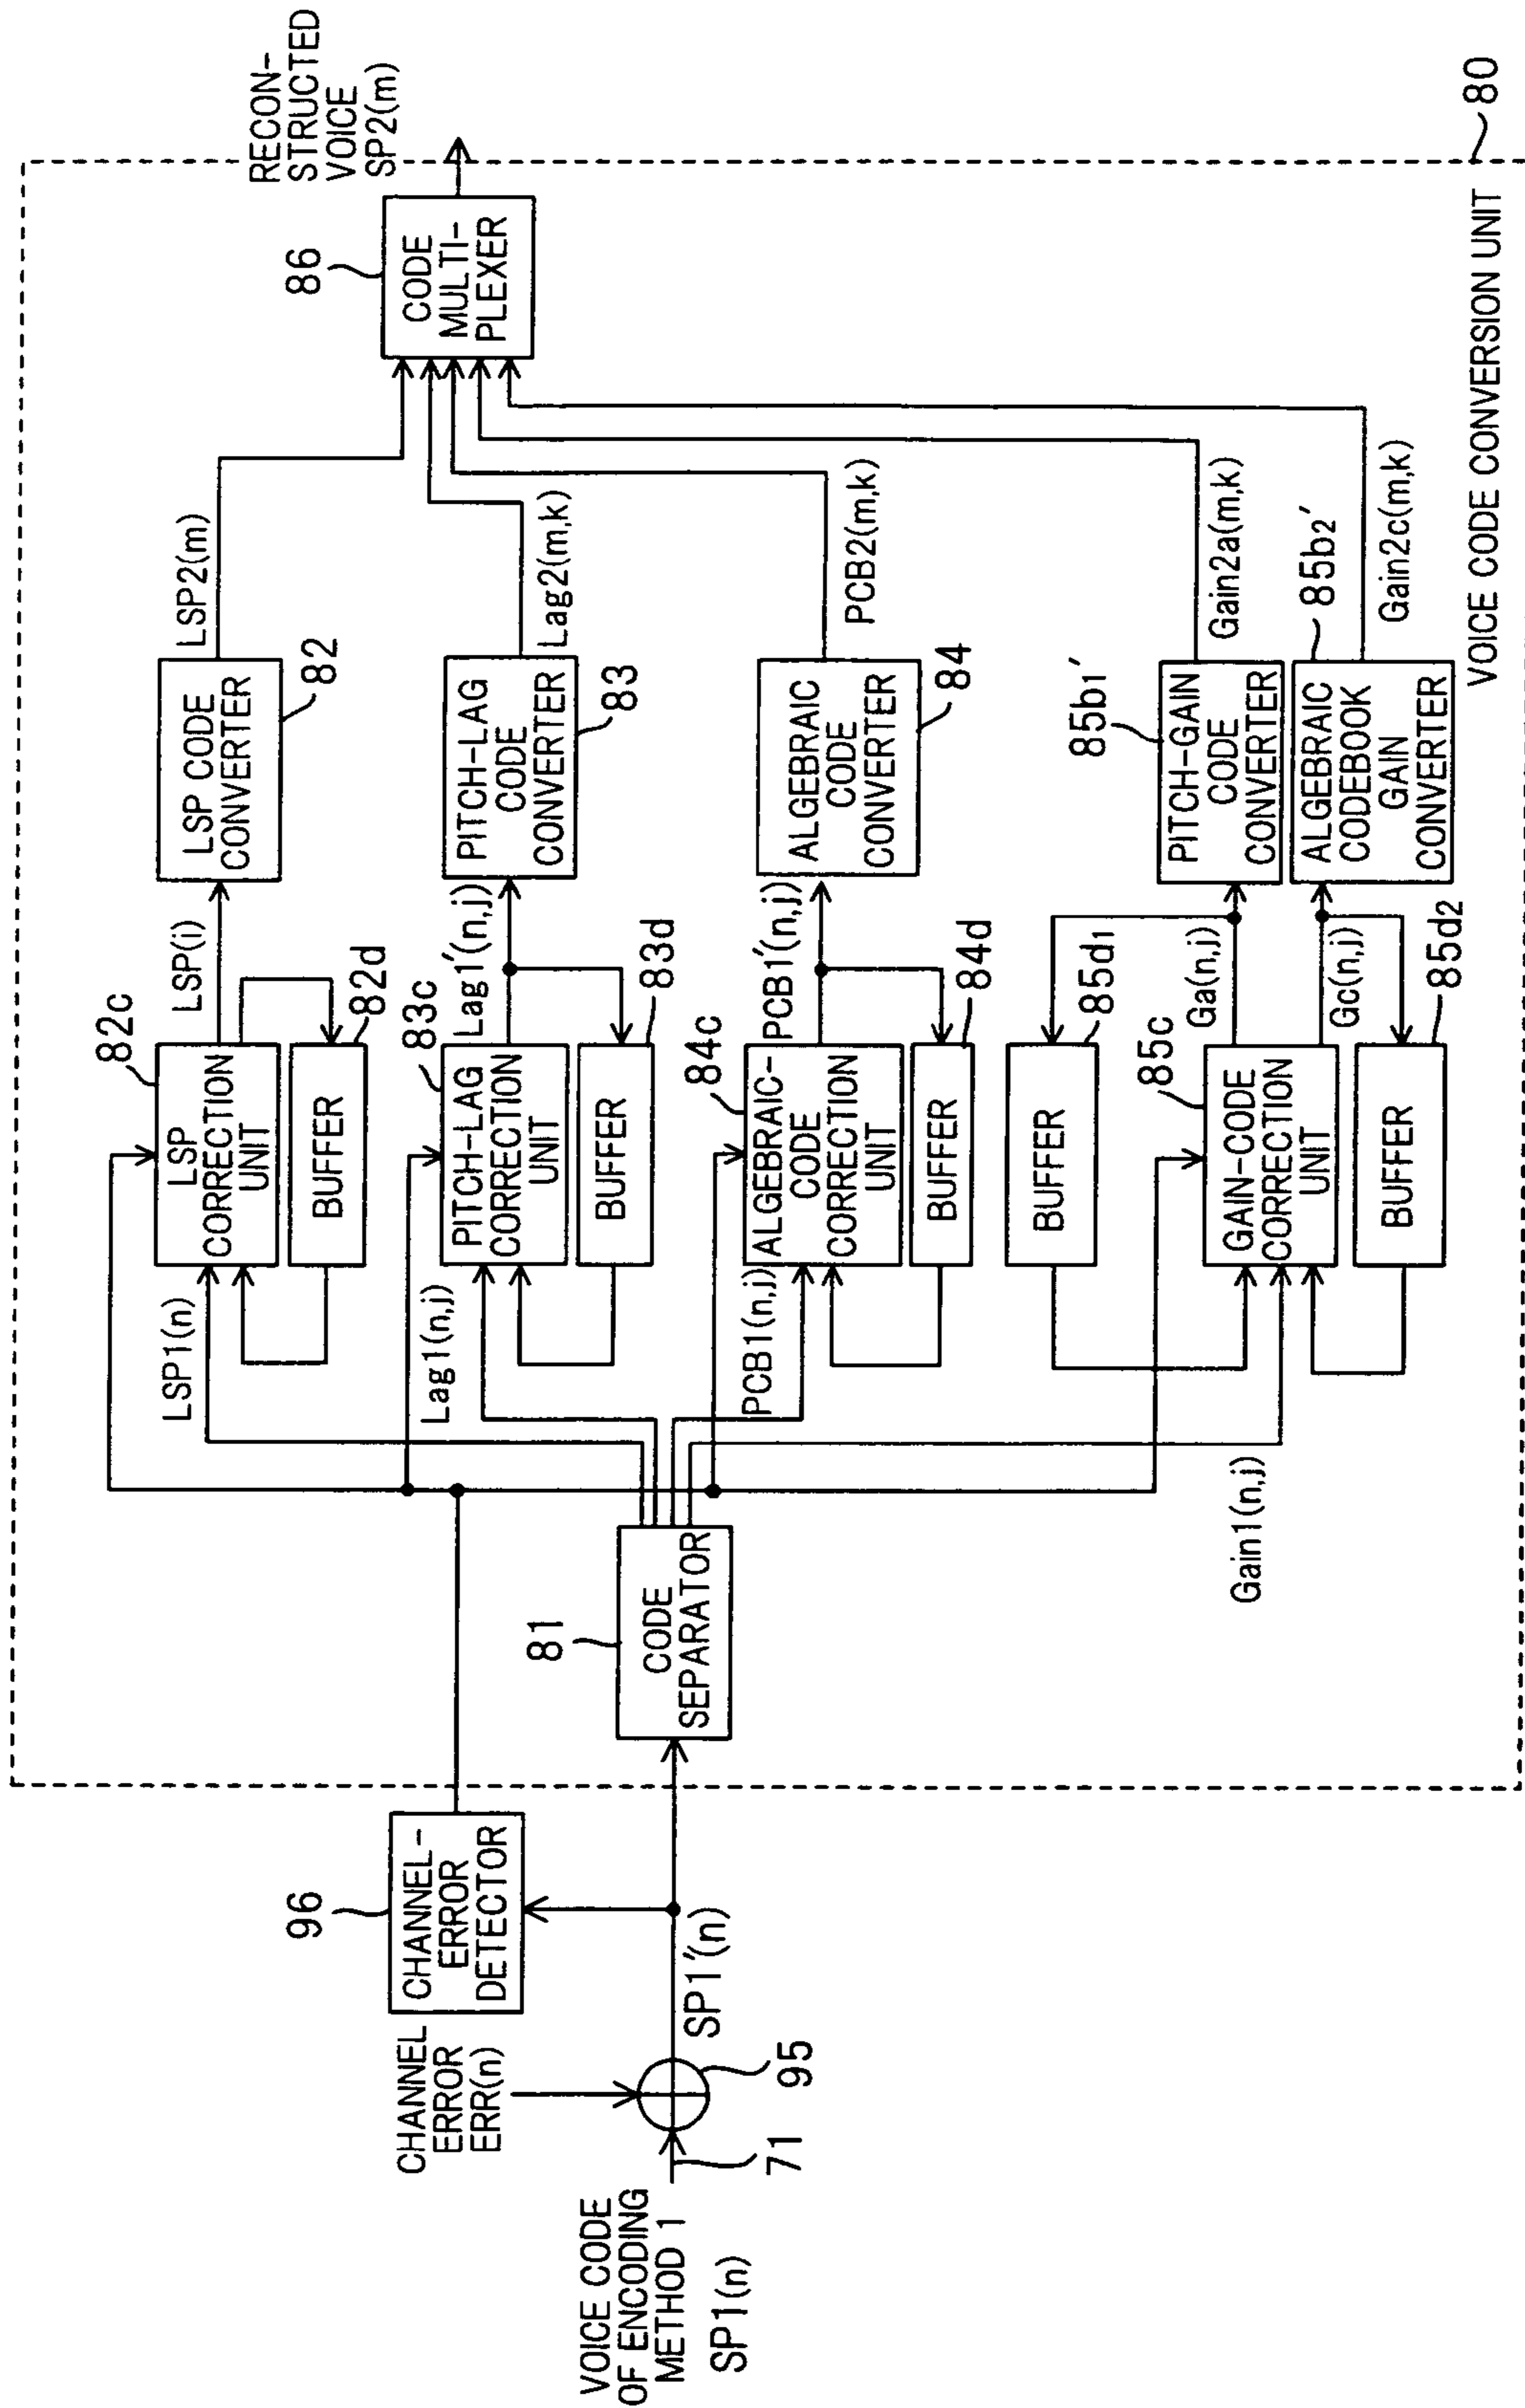 VOICE CODE
OF ENCODING
METHOD 1
SP1(n)
71
95
CHANNEL
ERROR
ERR(n)
SP1'(n)
96
CHANNEL-
ERROR
DETECTOR
81
CODE
SEPARATOR
LSP1(n)
Lag1(n,j)
PCB1(n,j)
Gain1(n,j)
82c
LSP
CORRECTION
UNIT
BUFFER
82d
83c
PITCH-LAG
CORRECTION
UNIT
BUFFER
83d
84c
ALGEBRAIC-
CODE
CORRECTION
UNIT
BUFFER
84d
BUFFER
85d1
85c
GAIN-CODE
CORRECTION
UNIT
BUFFER
85d2
LSP(i)
Lag1'(n,j)
PCB1'(n,j)
Ga(n,j)
Gc(n,j)
LSP CODE
CONVERTER
82
PITCH-LAG
CODE
CONVERTER
83
ALGEBRAIC
CODE
CONVERTER
84
85b1'
PITCH-GAIN
CODE
CONVERTER
ALGEBRAIC
CODEBOOK
GAIN
CONVERTER
85b2'
LSP2(m)
Lag2(m,k)
PCB2(m,k)
Gain2a(m,k)
Gain2c(m,k)
86
CODE
MULTI-
PLEXER
RECON-
STRUCTED
VOICE
SP2(m)
VOICE CODE CONVERSION UNIT
80